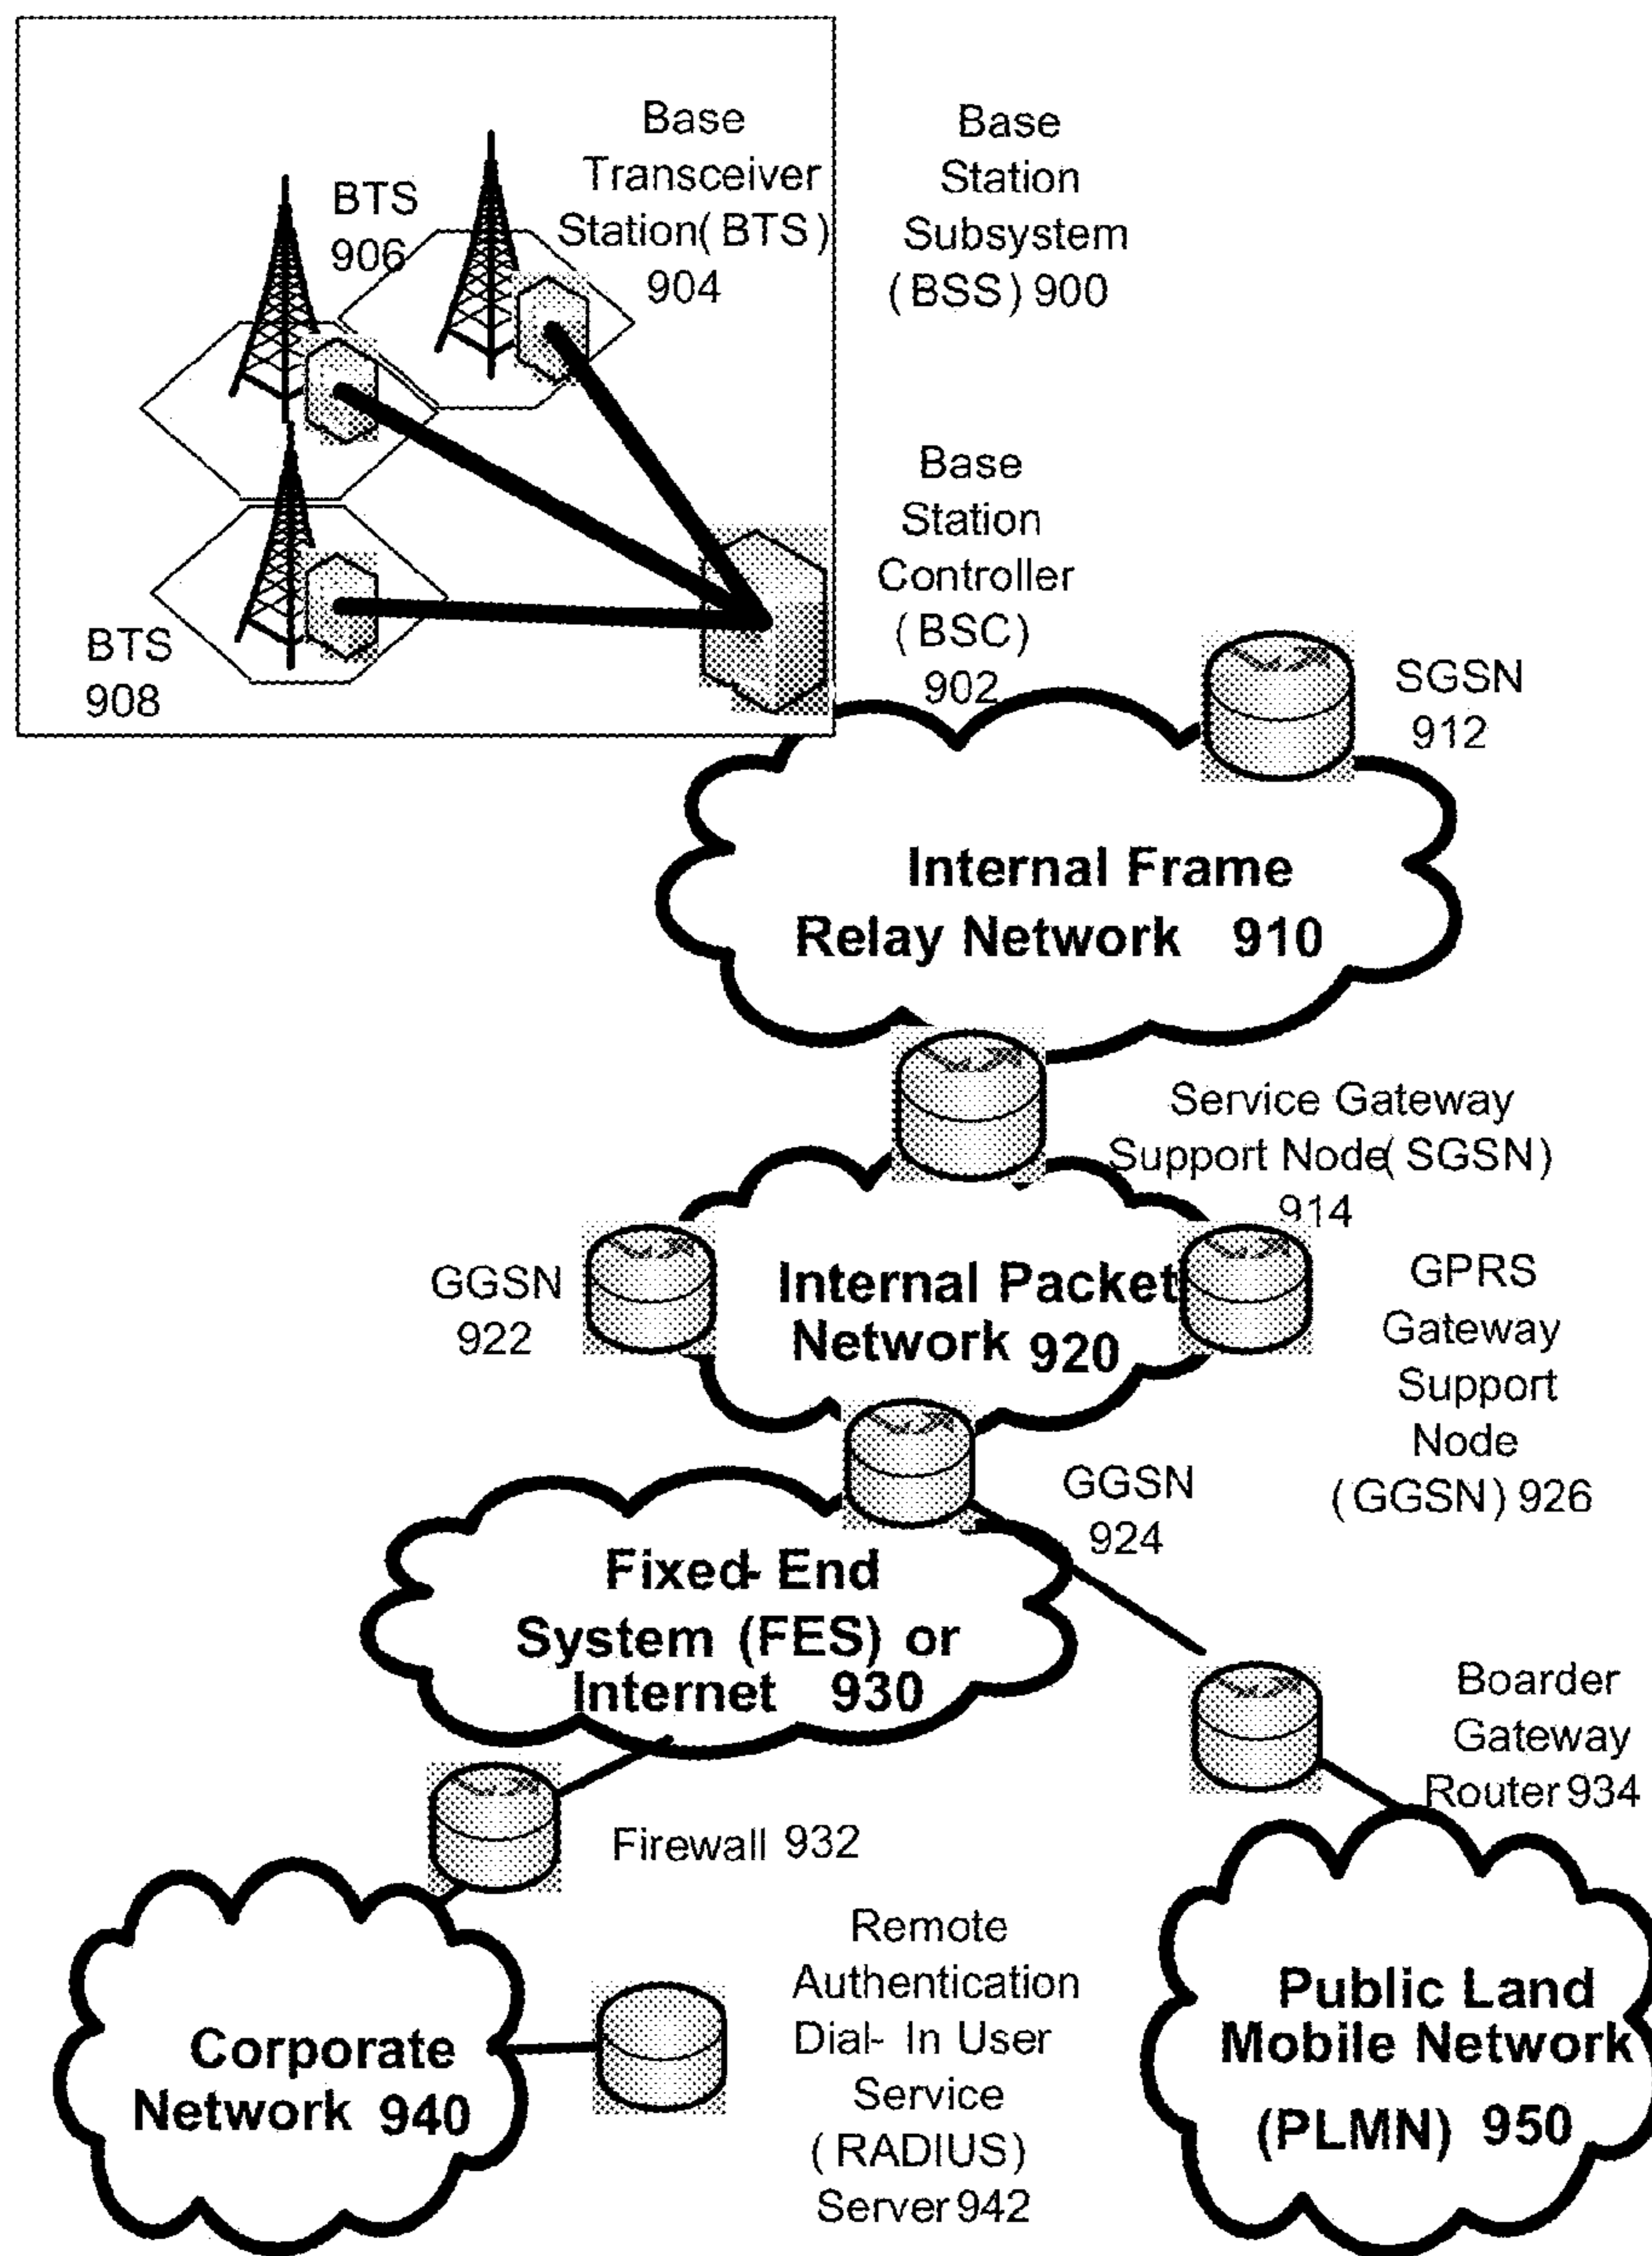 Base
Transceiver
Station( BTS )
904
BTS
906
Base
Station
Subsystem
( BSS ) 900
BTS
908
Base
Station
Controller
( BSC )
902
SGSN
912
Internal Frame
Relay Network 910
Service Gateway
Support Node( SGSN )
914
GGSN
922
Internal Packet
Network 920
GPRS
Gateway
Support
Node
( GGSN ) 926
GGSN
924
Fixed- End
System (FES) or
Internet 930
Boarder
Gateway
Router 934
Firewall 932
Corporate
Network 940
Remote
Authentication
Dial- In User
Service
( RADIUS )
Server 942
Public Land
Mobile Network
(PLMN) 950